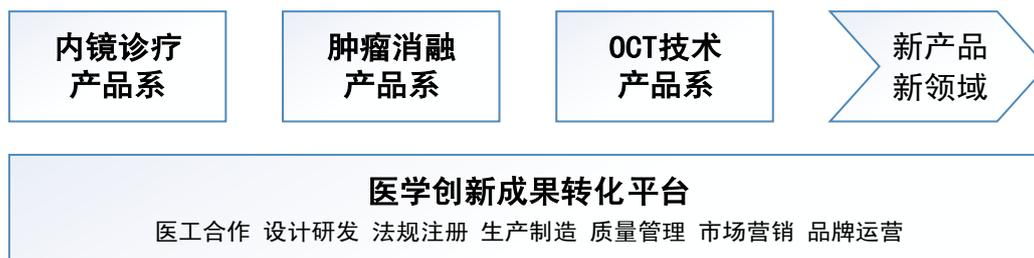 内镜诊疗
产品系
肿瘤消融
产品系
OCT技术
产品系
新产品
新领域
医学创新成果转化平台
医工合作 设计研发 法规注册 生产制造 质量管理 市场营销 品牌运营